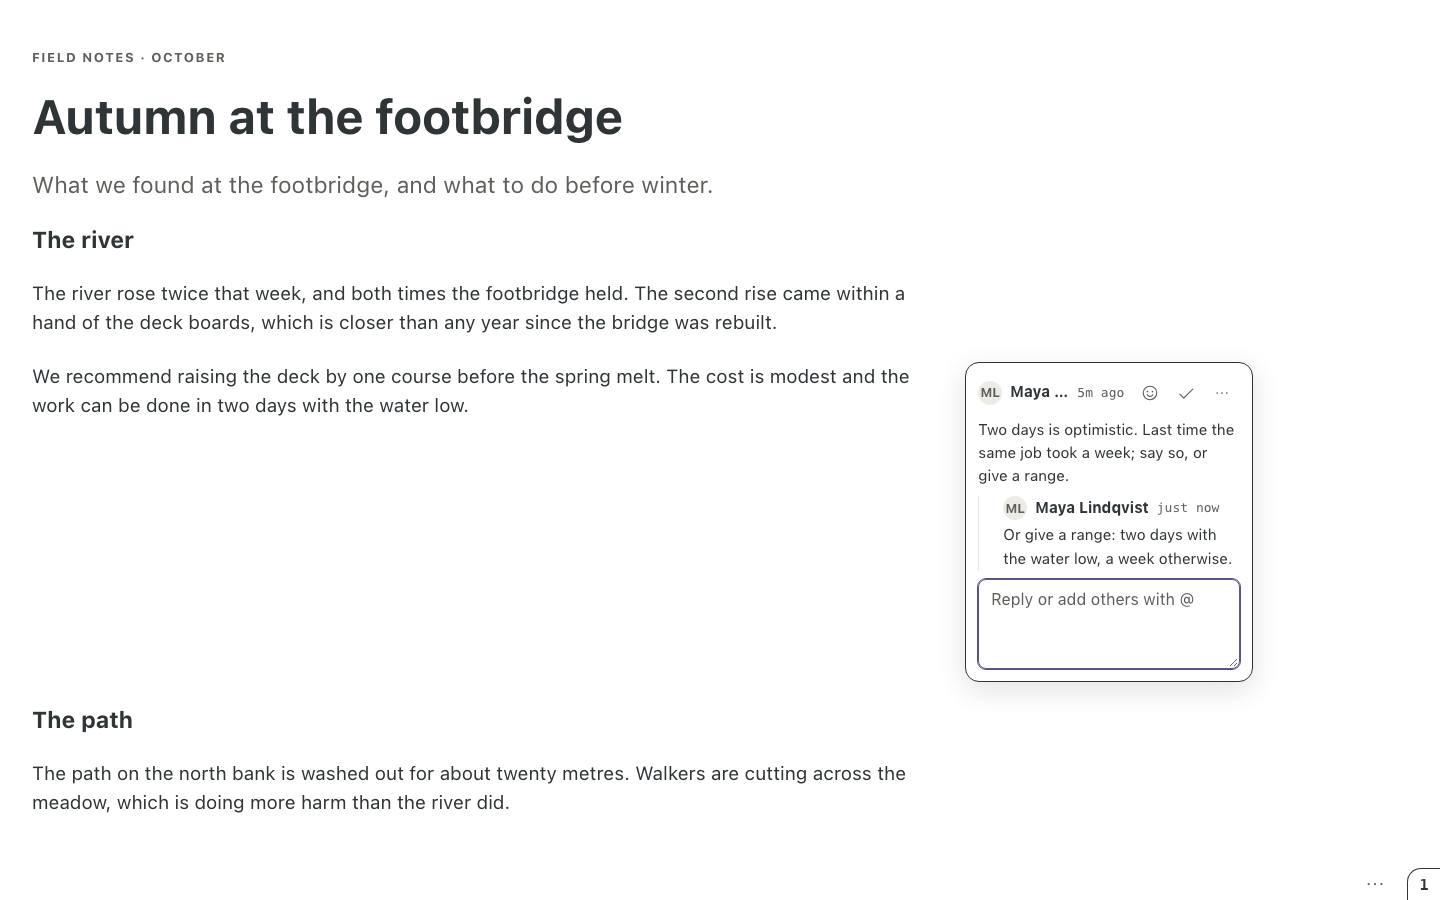 FIELD NOTES · OCTOBER
Autumn at the footbridge
What we found at the footbridge, and what to do before winter.
The river
The river rose twice that week, and both times the footbridge held. The second rise came within a
hand of the deck boards, which is closer than any year since the bridge was rebuilt.
We recommend raising the deck by one course before the spring melt. The cost is modest and the
work can be done in two days with the water low.
ML Maya ... 5m ago
Two days is optimistic. Last time the
same job took a week; say so, or
give a range.
ML Maya Lindqvist just now
Or give a range: two days with
the water low, a week otherwise.
Reply or add others with @
The path
The path on the north bank is washed out for about twenty metres. Walkers are cutting across the
meadow, which is doing more harm than the river did.
1